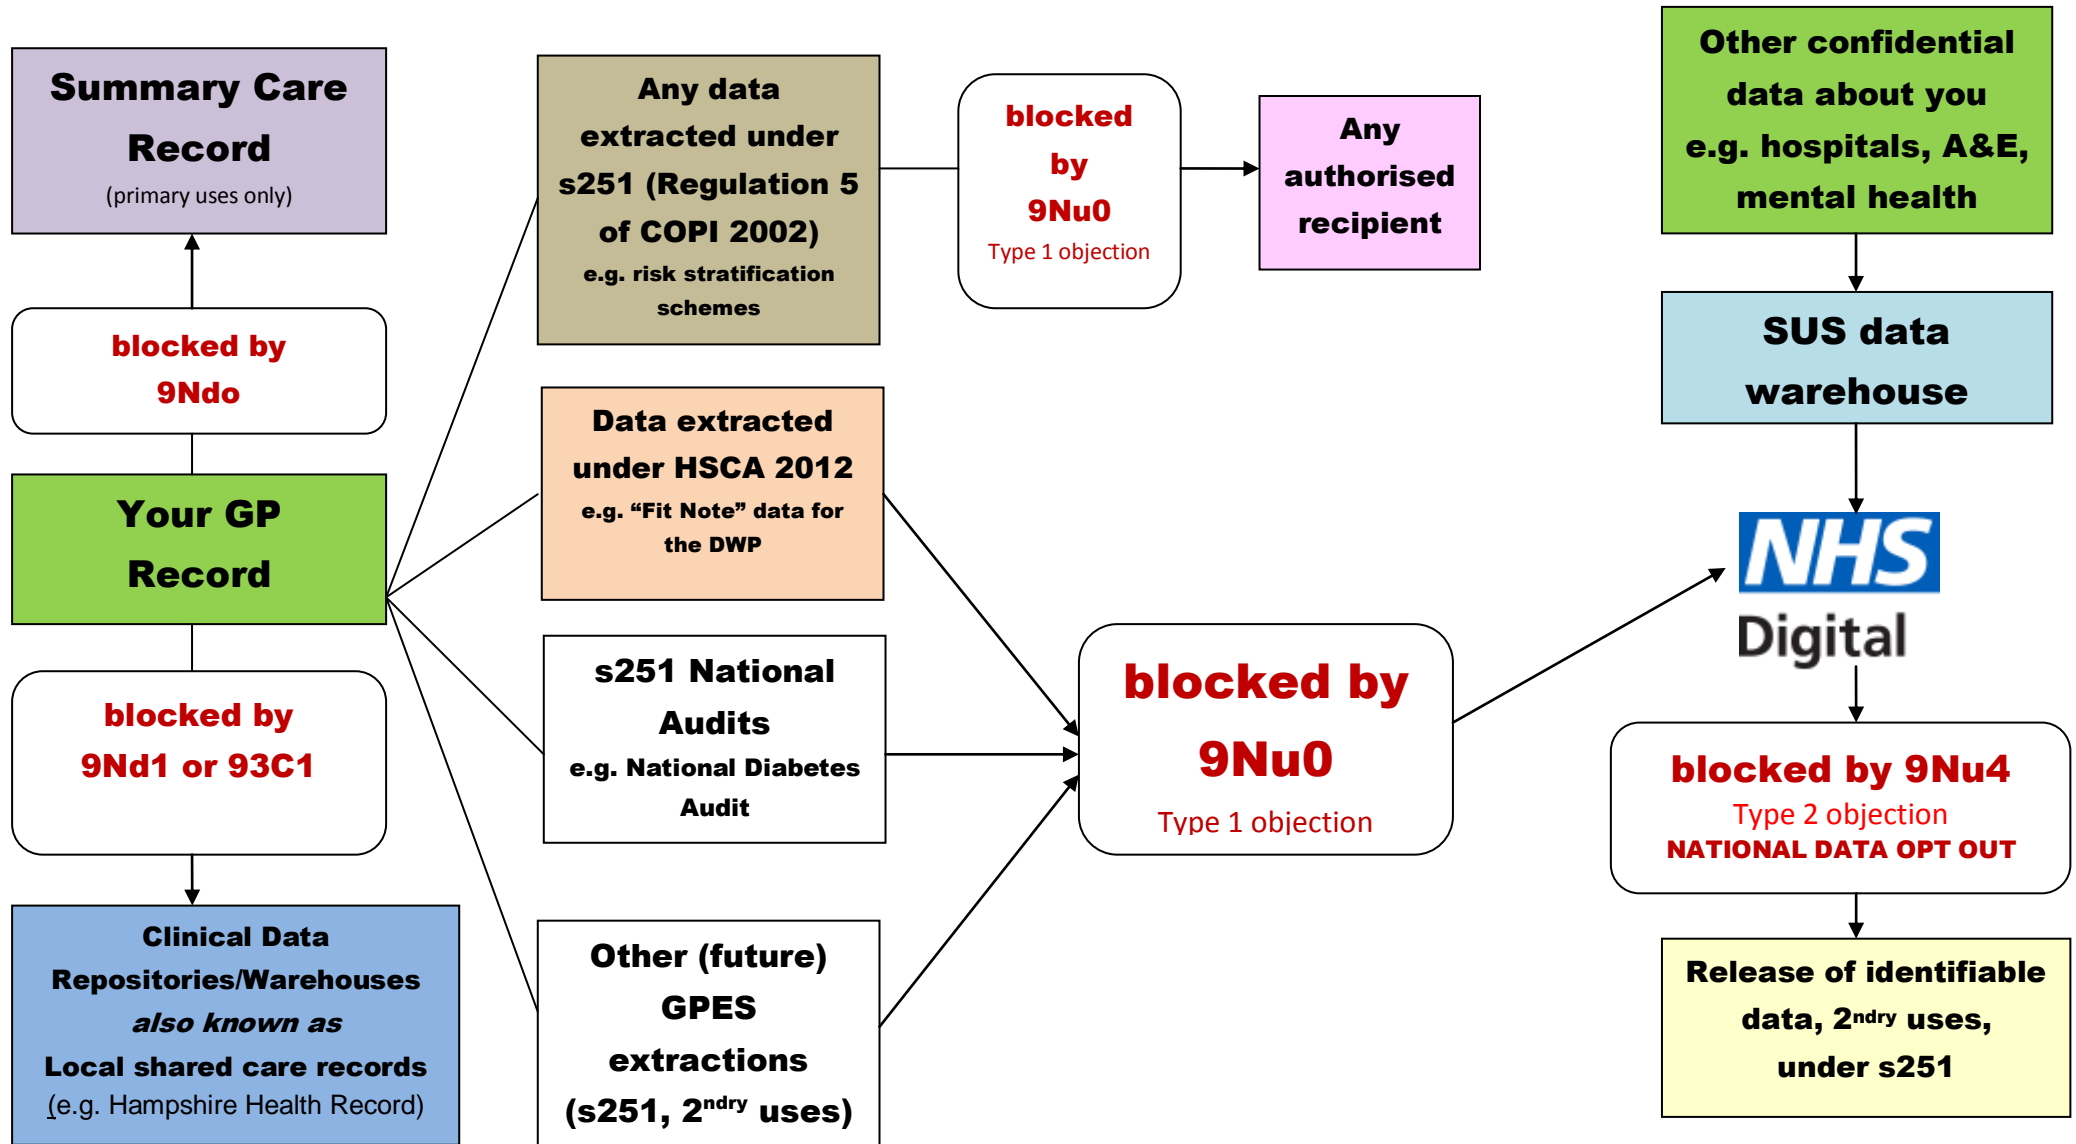 Summary Care
Record
(primary uses only)
blocked by
9Ndo
Your GP
Record
blocked by
9Nd1 or 93C1
Clinical Data
Repositories/Warehouses
also known as
Local shared care records
(e.g. Hampshire Health Record)
Any data
extracted under
s251 (Regulation 5
of COPI 2002)
e.g. risk stratification
schemes
blocked
by
9Nu0
Type 1 objection
Any
authorised
recipient
Data extracted
under HSCA 2012
e.g. “Fit Note” data for
the DWP
s251 National
Audits
e.g. National Diabetes
Audit
Other (future)
GPES
extractions
(s251, 2ndry uses)
blocked by
9Nu0
Type 1 objection
Other confidential
data about you
e.g. hospitals, A&E,
mental health
SUS data
warehouse
NHS
Digital
blocked by 9Nu4
Type 2 objection
NATIONAL DATA OPT OUT
Release of identifiable
data, 2ndry uses,
under s251